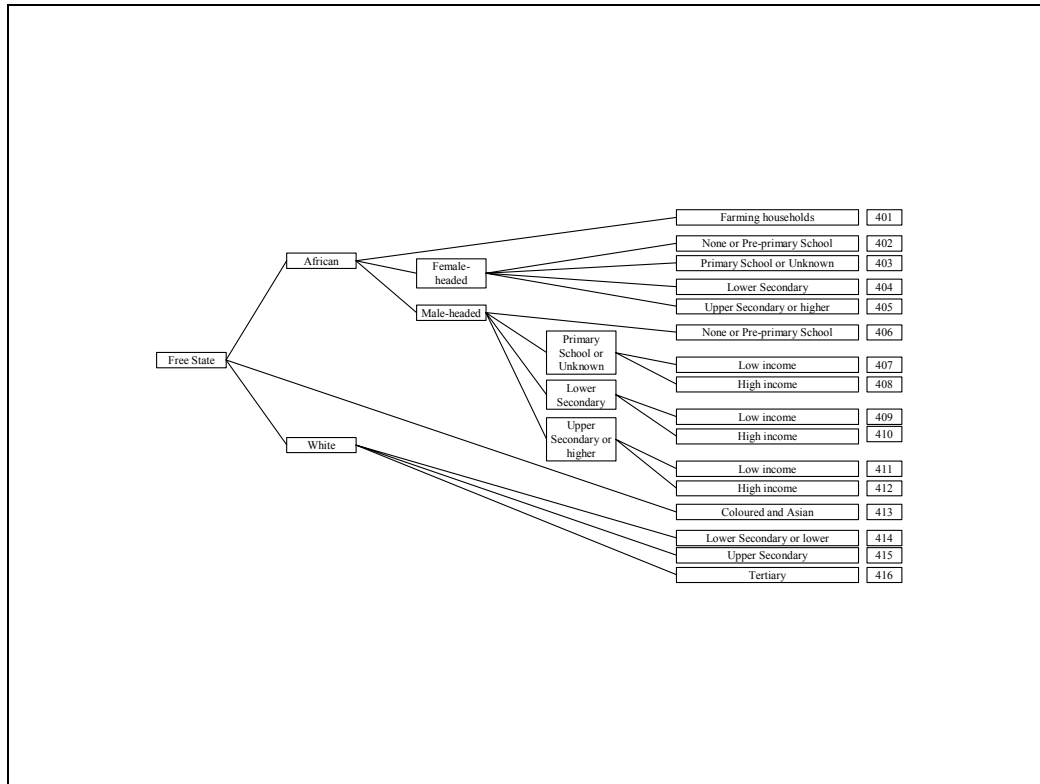 Farming households 401
None or Pre-primary School 402
African
Female-
headed
Primary School or Unknown 403
Lower Secondary 404
Upper Secondary or higher 405
Male-headed
None or Pre-primary School 406
Primary
School or
Unknown
Free State
Low income 407
High income 408
Lower
Secondary
Low income 409
High income 410
Upper
Secondary or
higher
White
Low income 411
High income 412
Coloured and Asian 413
Lower Secondary or lower 414
Upper Secondary 415
Tertiary 416